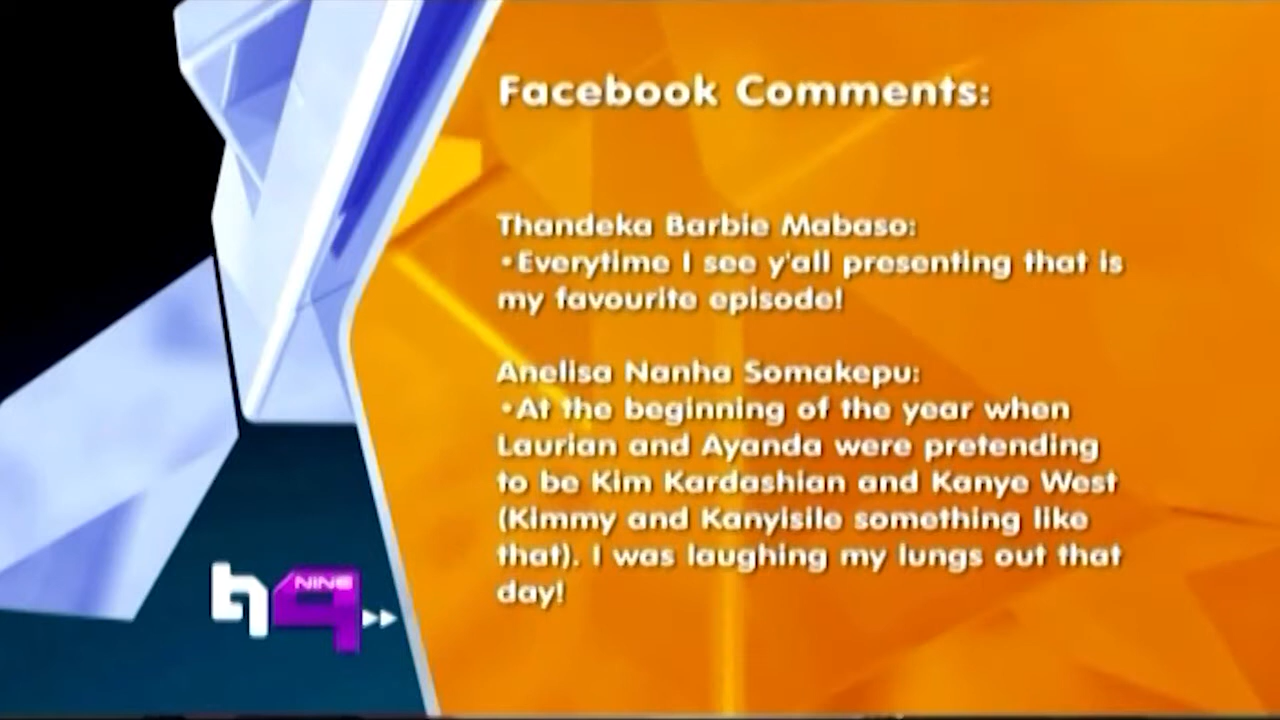 Facebook Comments:
Thandeka Barbie Mabaso:
•Everytime I see y'all presenting that is
my favourite episode!
Anelisa Nanha Somakepu:
•At the beginning of the year when
Laurian and Ayanda were pretending
to be Kim Kardashian and Kanye West
(Kimmy and Kanyisile something like
that). I was laughing my lungs out that
day!
NINE